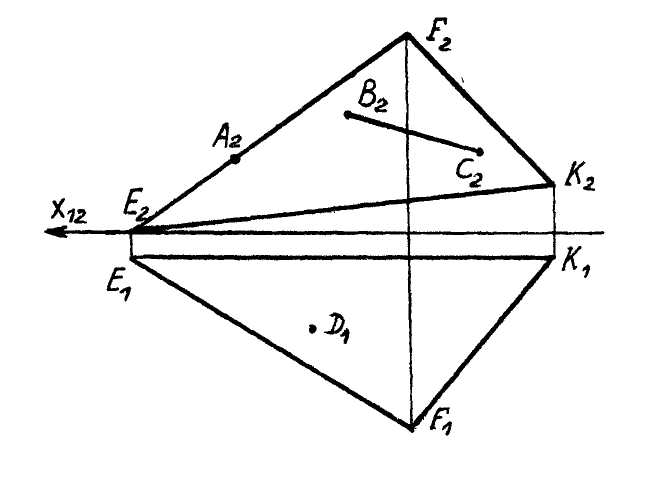 F₂
B₂
A₂
C₂
K₂
E₂
X₁₂
E₁
K₁
D₁
F₁